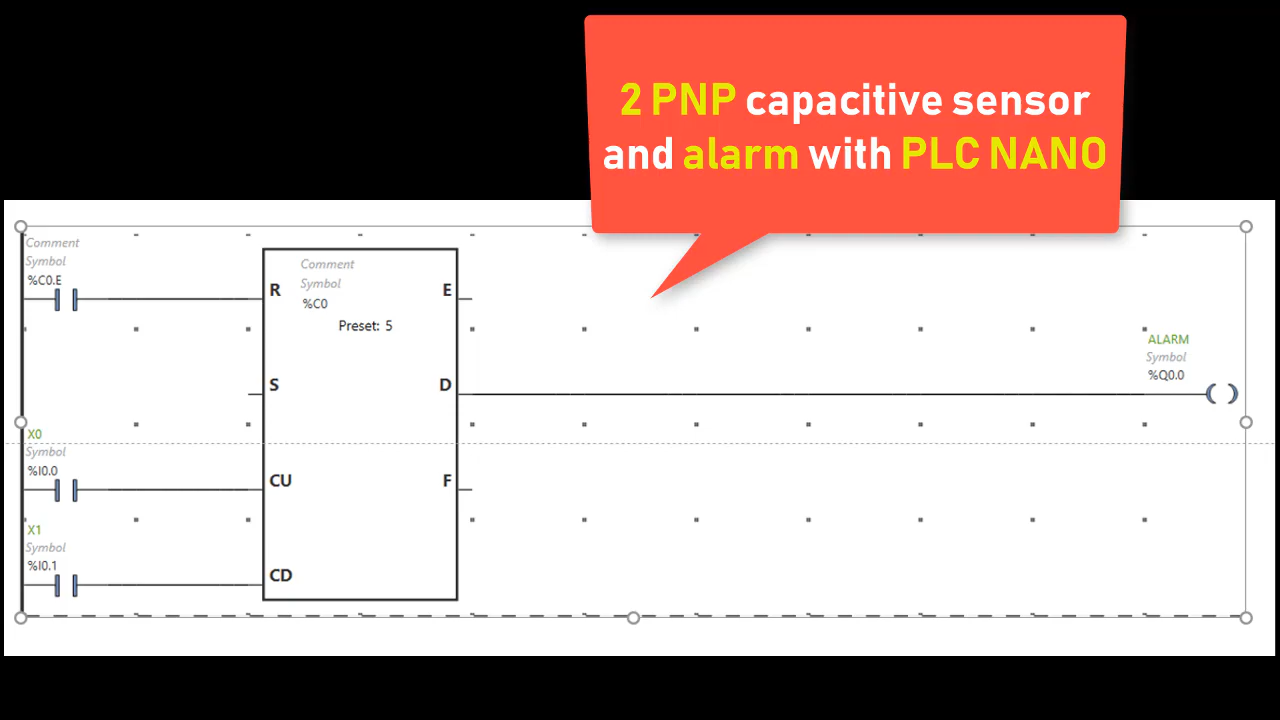 2 PNP capacitive sensor
and alarm with PLC NANO
Comment
Symbol
%C0.E
R
Comment
Symbol
%C0
Preset: 5
E
S
D
ALARM
Symbol
%Q0.0
X0
Symbol
%I0.0
CU
F
X1
Symbol
%I0.1
CD